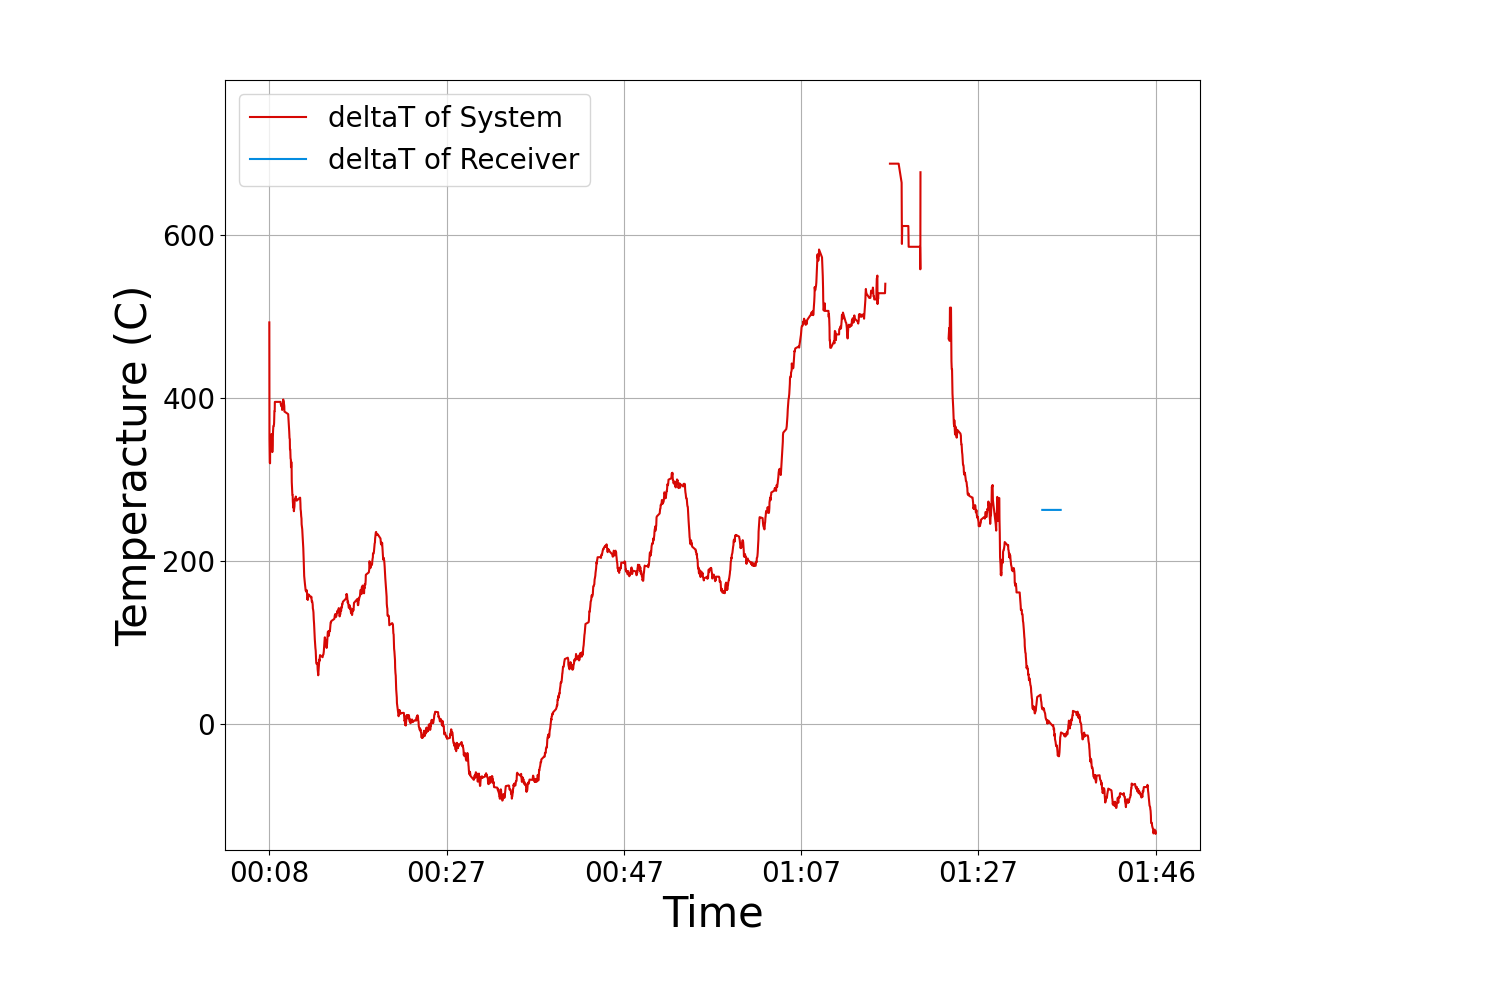 deltaT of System
deltaT of Receiver
Temperacture (C)
600
400
200
0
00:08 00:27 00:47 01:07 01:27 01:46
Time